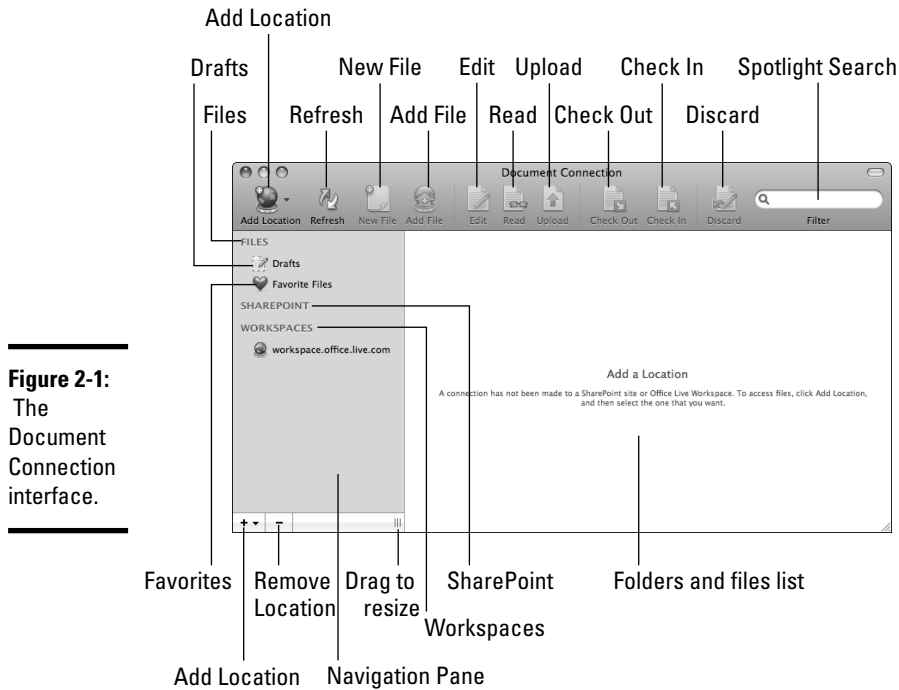 Add Location
Drafts
New File
Edit
Upload
Check In
Spotlight Search
Files
Refresh
Add File
Read
Check Out
Discard
Document Connection
Add Location
Refresh
New File
Add File
Edit
Read
Upload
Check Out
Check In
Discard
Filter
FILES
Drafts
Favorite Files
SHAREPOINT
WORKSPACES
workspace.office.live.com
Add a Location
A connection has not been made to a SharePoint site or Office Live Workspace. To access files, click Add Location,
and then select the one that you want.
Figure 2-1:
The
Document
Connection
interface.
Favorites
Remove
Location
Drag to
resize
SharePoint
Folders and files list
Workspaces
Add Location
Navigation Pane